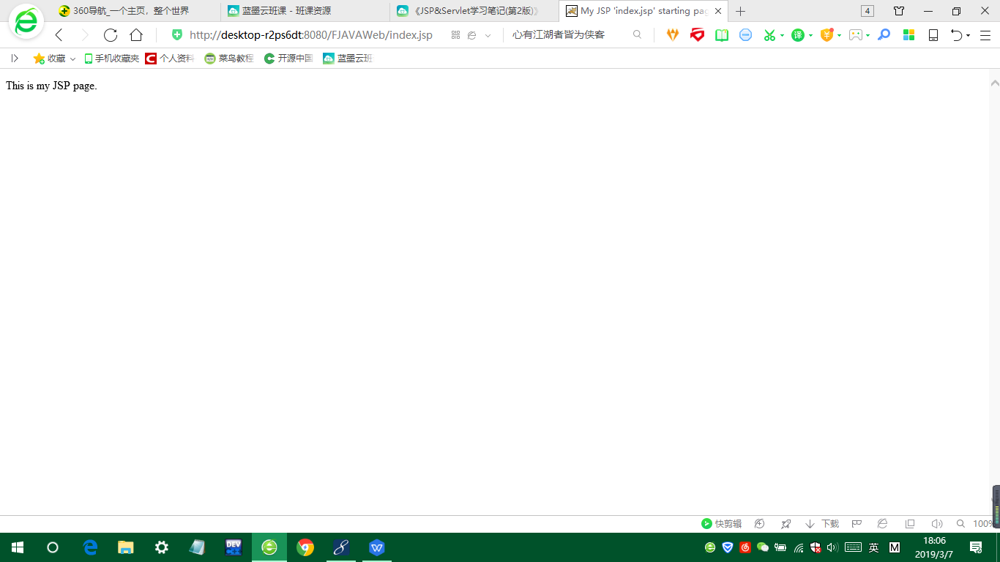 360导航_一个主页，整个世界
蓝墨云班课 - 班课资源
《JSP&Servlet学习笔记(第2版)》
My JSP 'index.jsp' starting pag
4
http://desktop-r2ps6dt:8080/FJAVAWeb/index.jsp
心有江湖者皆为侠客
译
收藏
手机收藏夹
个人资料
菜鸟教程
开源中国
蓝墨云班
This is my JSP page.
快剪辑
下载
100%
DEV
英
M
18:06
2019/3/7